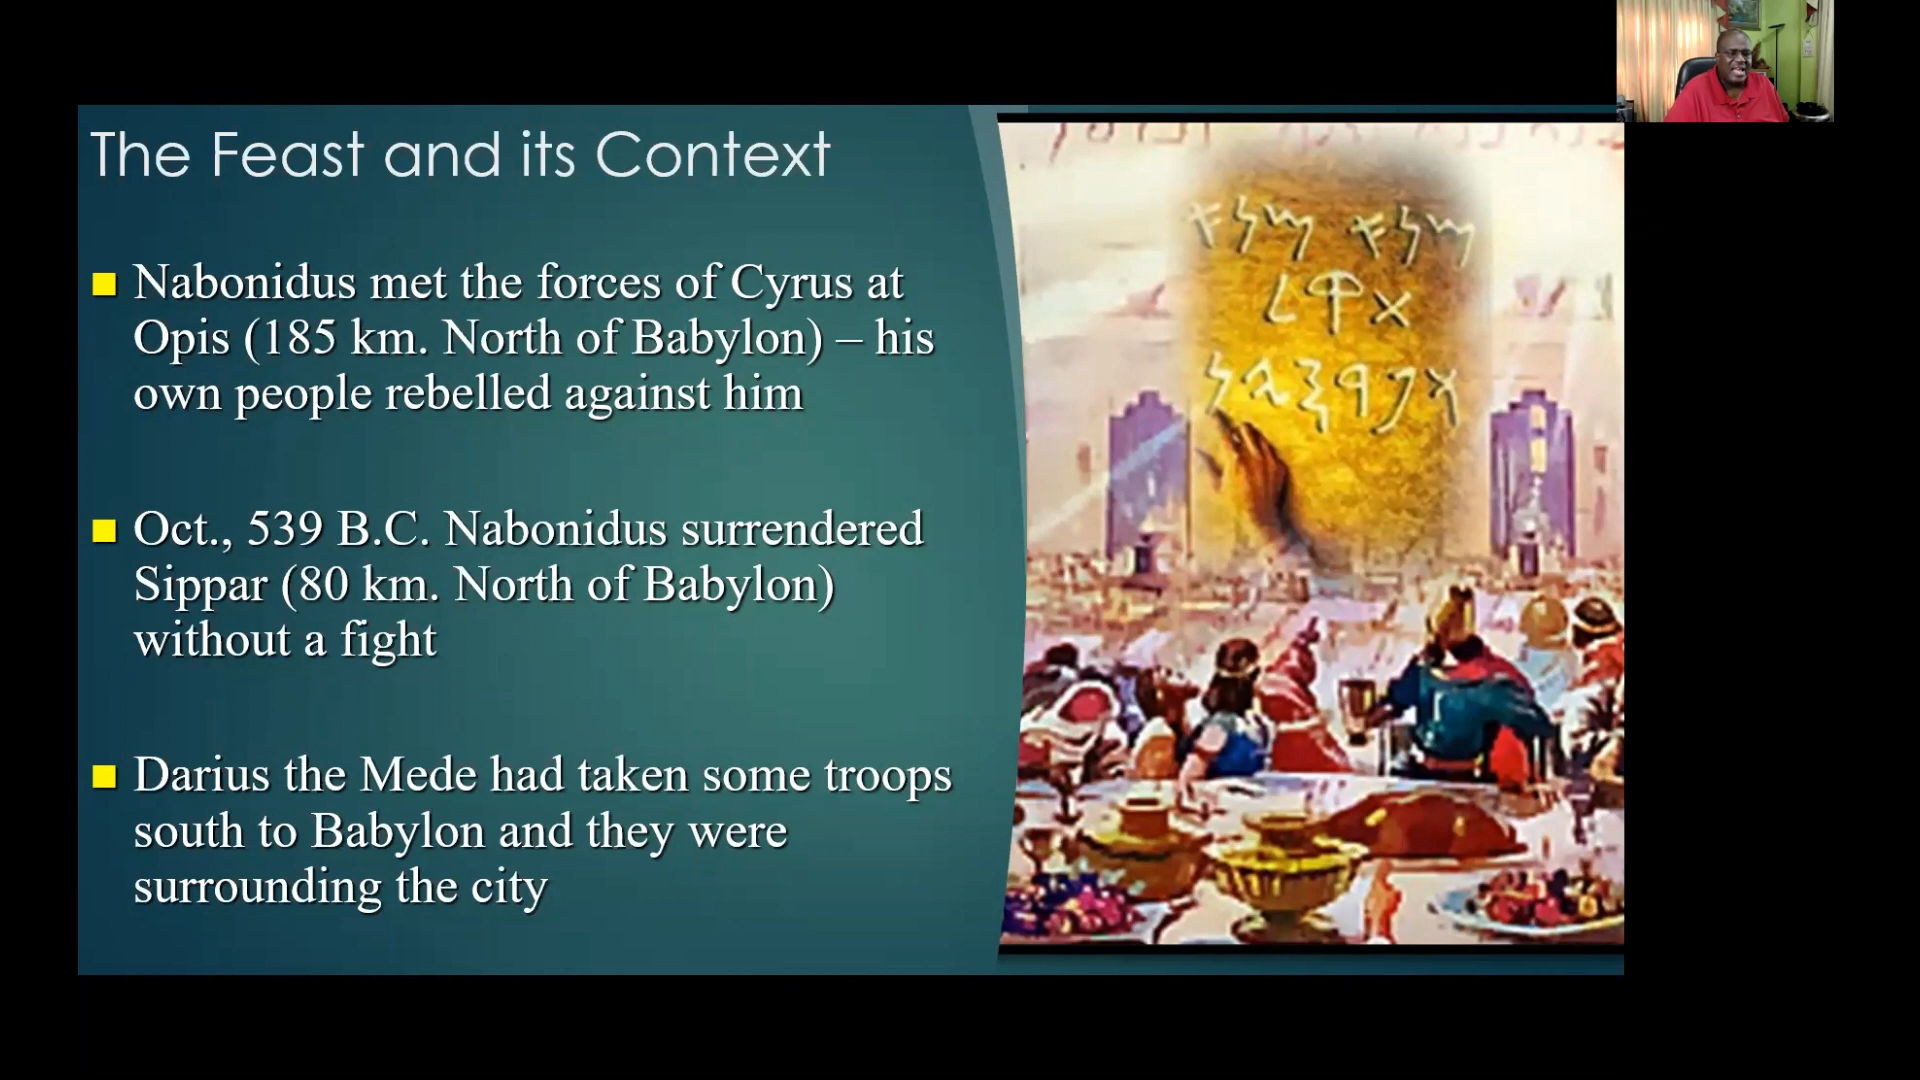 The Feast and its Context
■ Nabonidus met the forces of Cyrus at
Opis (185 km. North of Babylon) – his
own people rebelled against him
■ Oct., 539 B.C. Nabonidus surrendered
Sippar (80 km. North of Babylon)
without a fight
■ Darius the Mede had taken some troops
south to Babylon and they were
surrounding the city